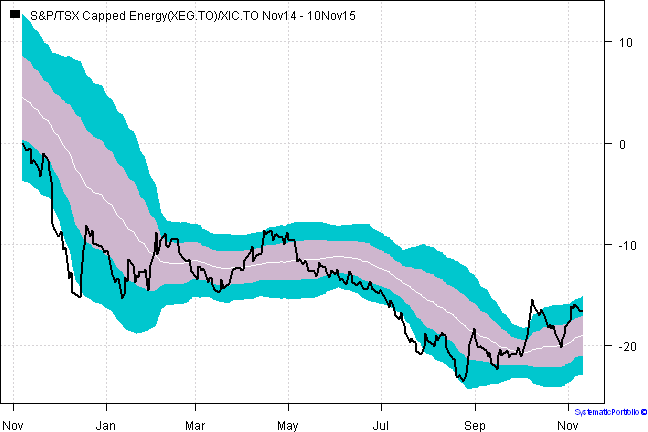 S&P/TSX Capped Energy(XEG.TO)/XIC.TO Nov14 - 10Nov15
10
0
-10
-20
Nov Jan Mar May Jul Sep Nov
SystematicPortfolio ©